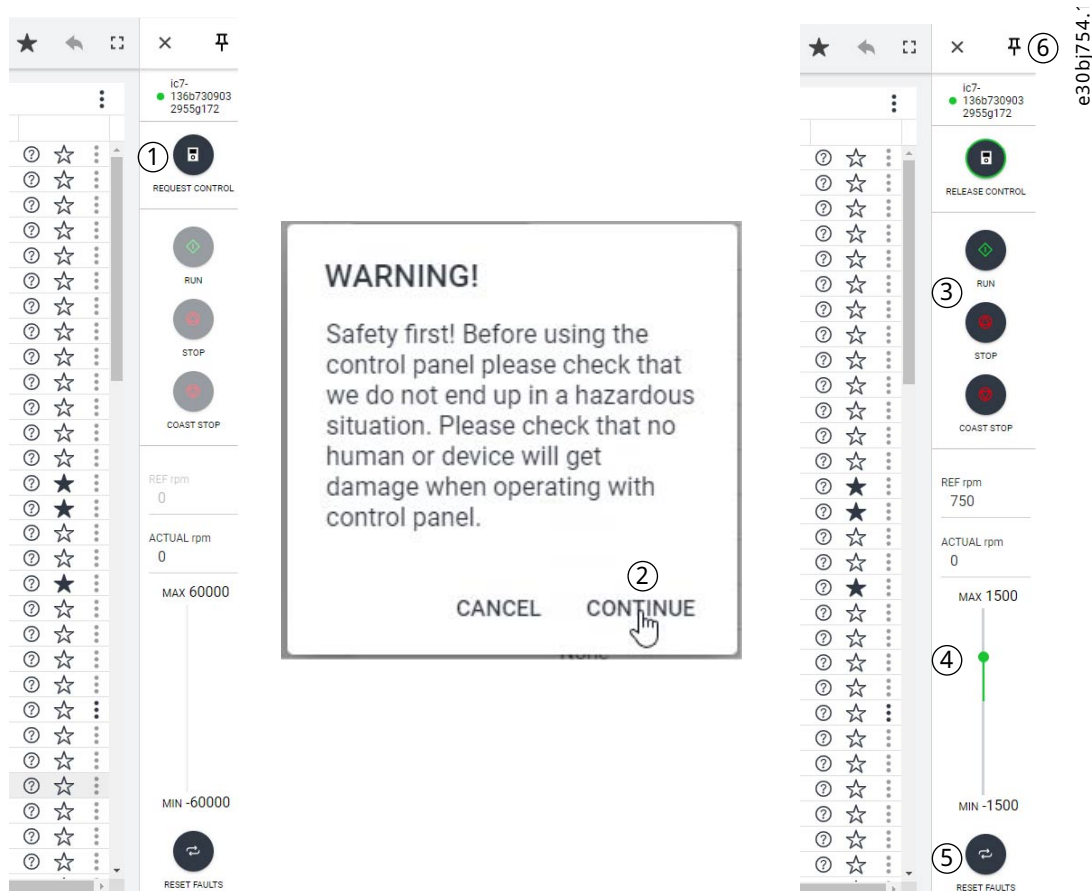 ic7-
136b730903
2955g172
1
REQUEST CONTROL
RUN
STOP
COAST STOP
REF rpm
0
ACTUAL rpm
0
MAX 60000
MIN -60000
RESET FAULTS
WARNING!
Safety first! Before using the
control panel please check that
we do not end up in a hazardous
situation. Please check that no
human or device will get
damage when operating with
control panel.
2
CANCEL CONTINUE
None
6
ic7-
136b730903
2955g172
RELEASE CONTROL
RUN
3
STOP
COAST STOP
REF rpm
750
ACTUAL rpm
0
MAX 1500
4
MIN -1500
5
RESET FAULTS